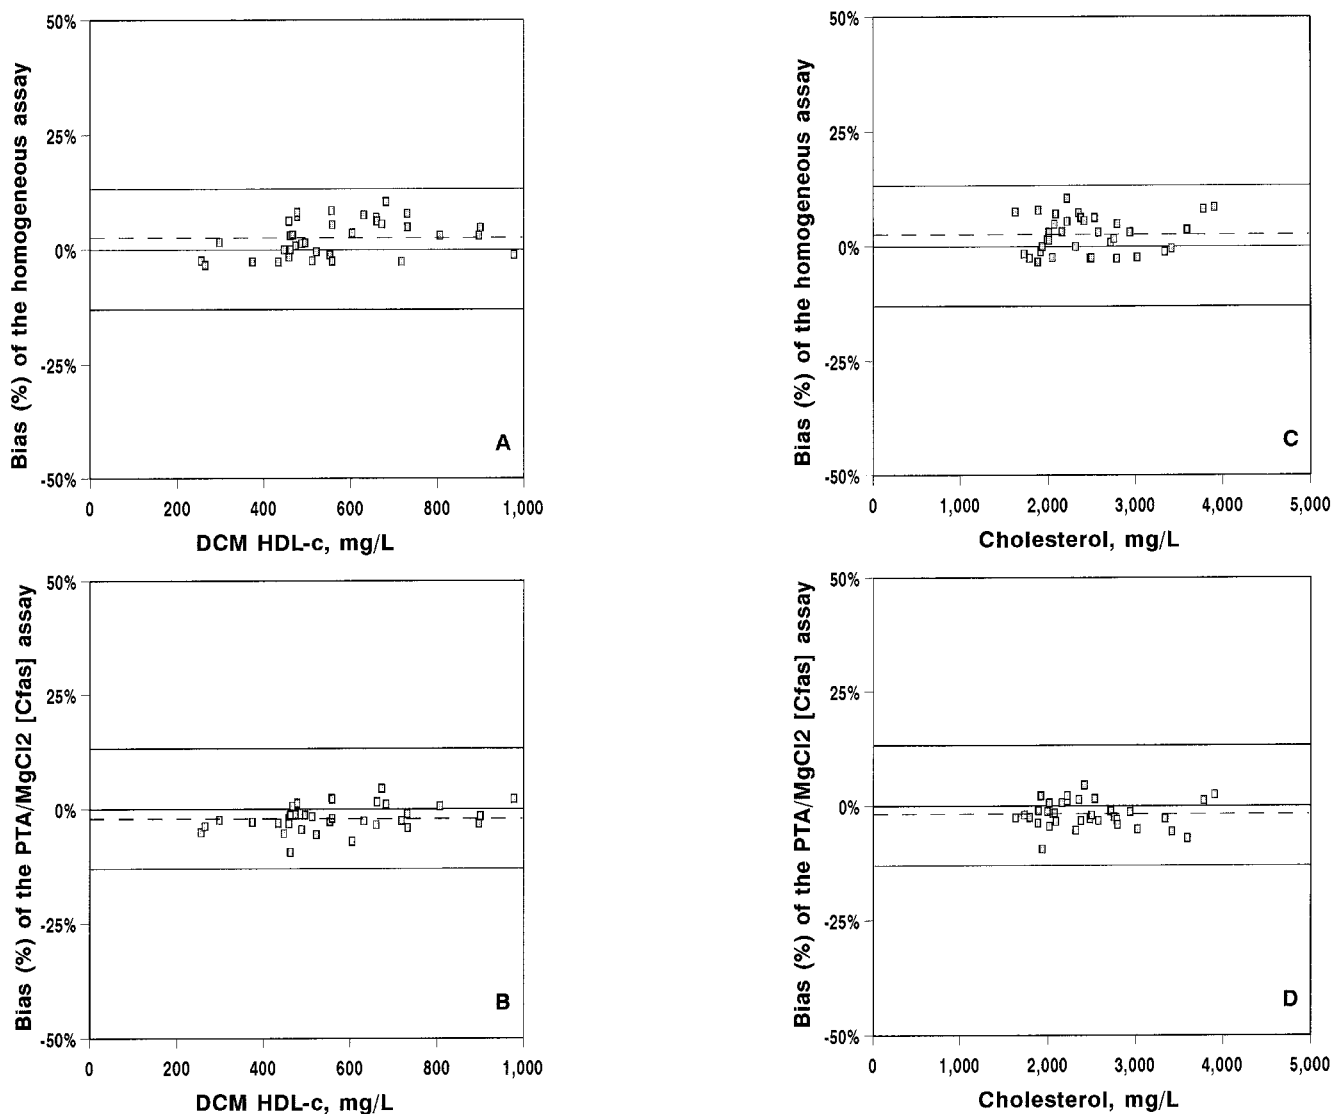 50%
25%
0%
-25%
-50%
Bias (%) of the homogeneous assay
A
0 200 400 600 800 1,000
DCM HDL-c, mg/L
50%
25%
0%
-25%
-50%
Bias (%) of the homogeneous assay
C
0 1,000 2,000 3,000 4,000 5,000
Cholesterol, mg/L
50%
25%
0%
-25%
-50%
Bias (%) of the PTA/MgCl2 [Cfas] assay
B
0 200 400 600 800 1,000
DCM HDL-c, mg/L
50%
25%
0%
-25%
-50%
Bias (%) of the PTA/MgCl2 [Cfas] assay
D
0 1,000 2,000 3,000 4,000 5,000
Cholesterol, mg/L